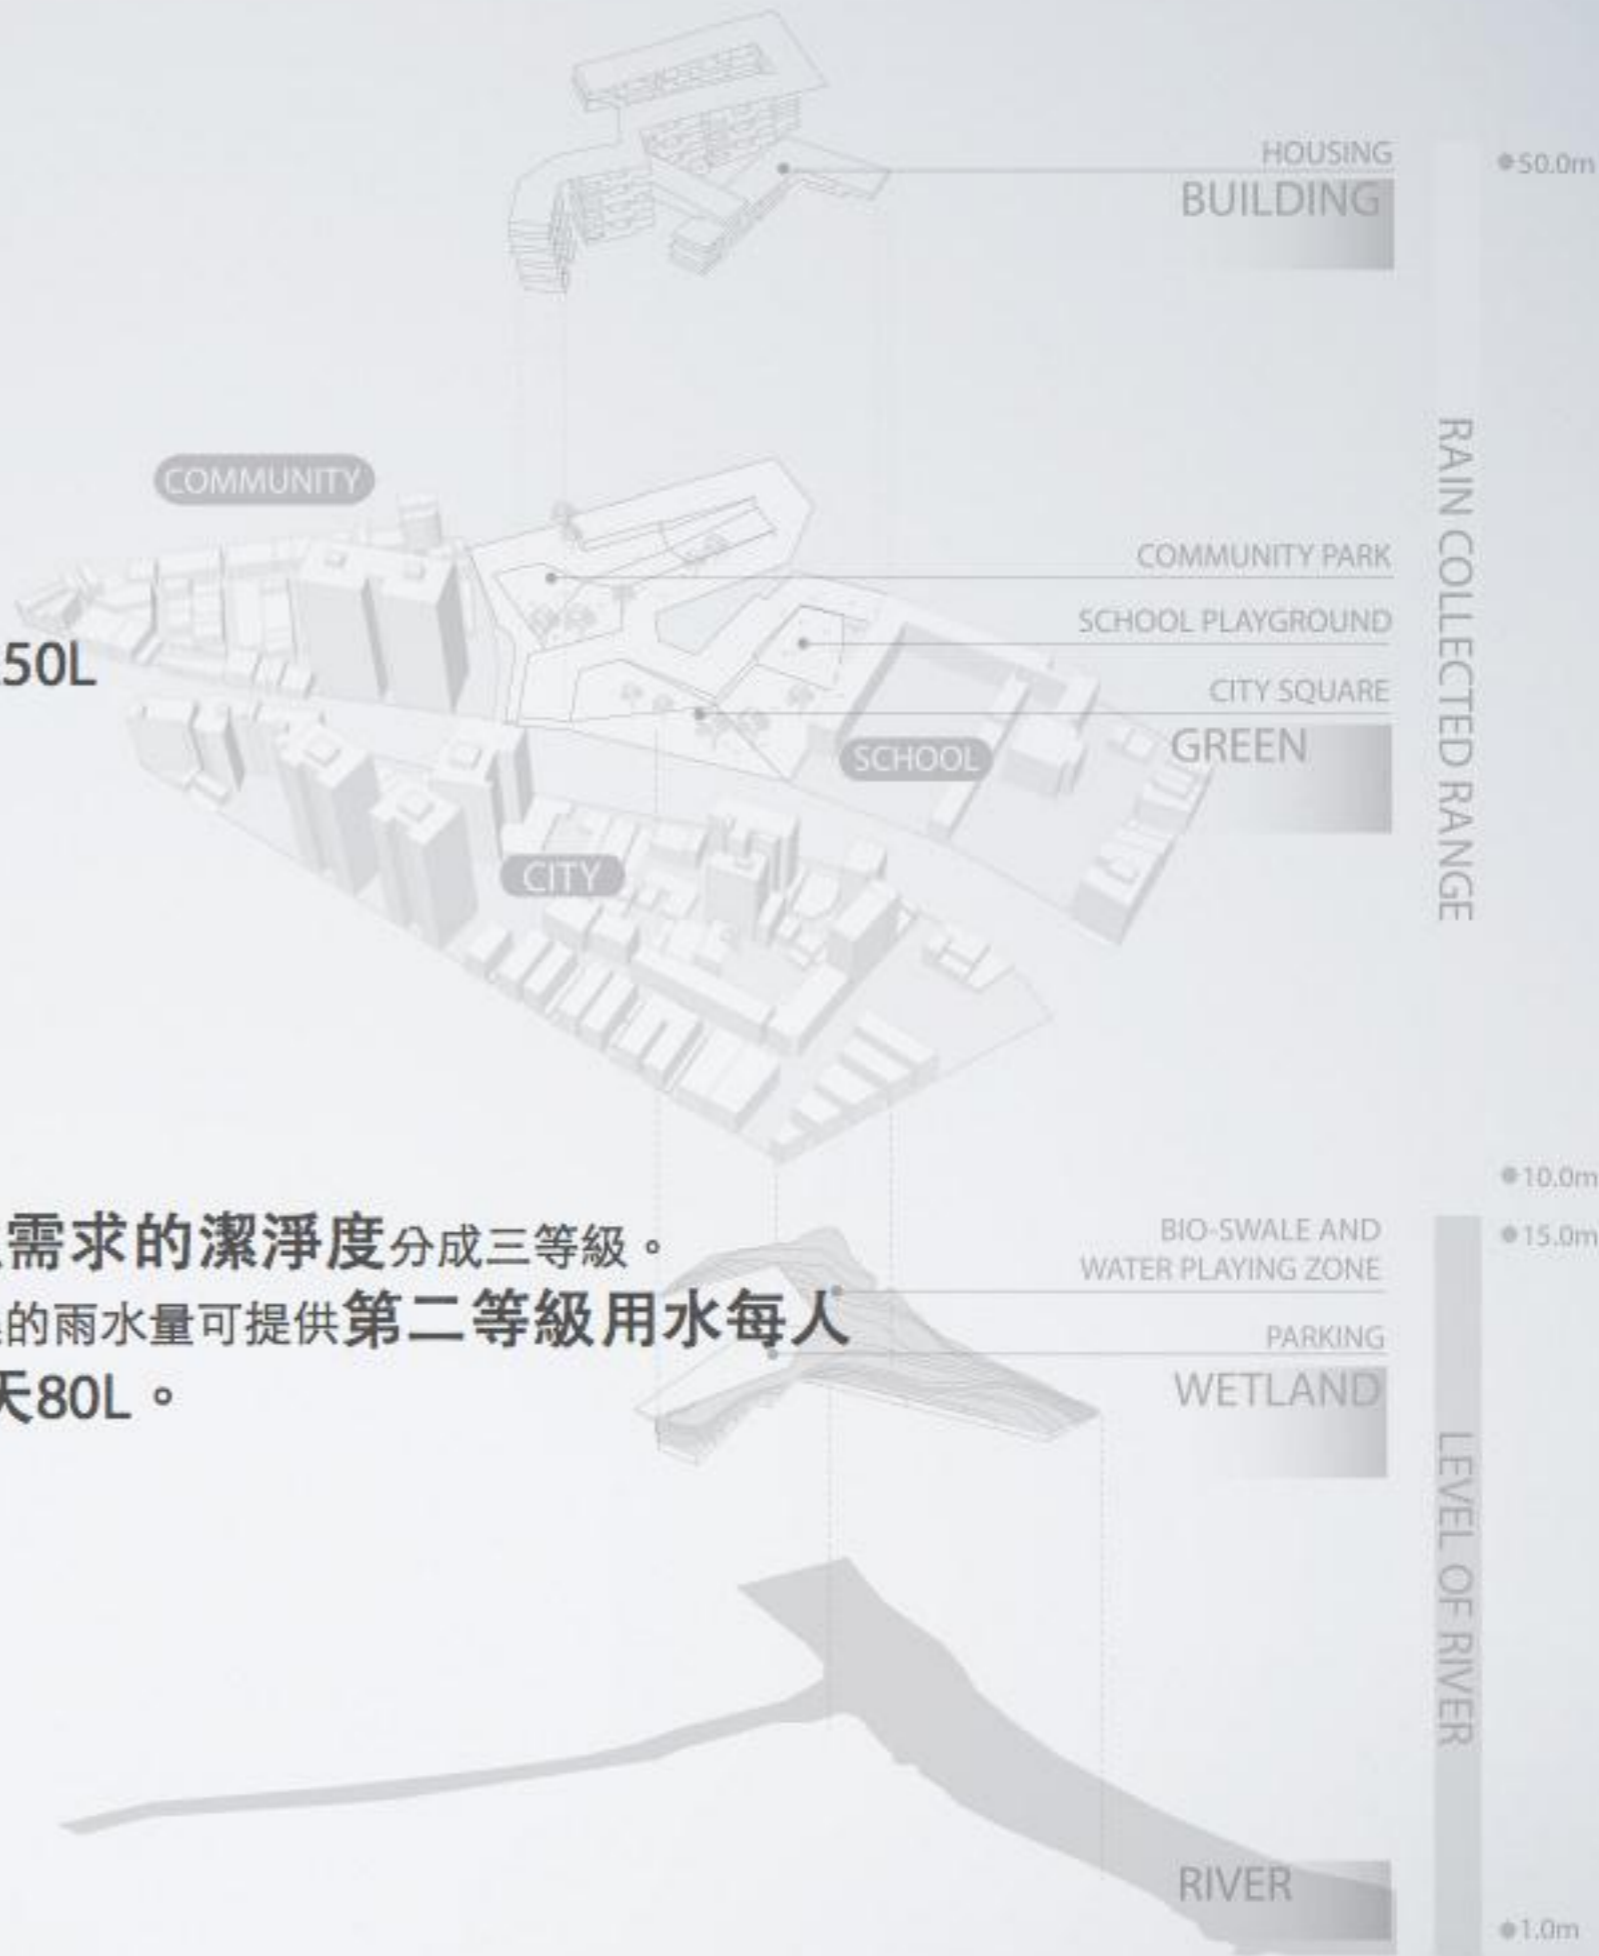 HOUSING
50.0m
BUILDING
COMMUNITY
RAIN COLLECTED RANGE
COMMUNITY PARK
SCHOOL PLAYGROUND
50L
CITY SQUARE
GREEN
SCHOOL
CITY
10.0m
15.0m
需求的潔淨度分成三等級。
BIO-SWALE AND
WATER PLAYING ZONE
的雨水量可提供第二等級用水每人
PARKING
天80L。
WETLAND
LEVEL OF RIVER
RIVER
1.0m